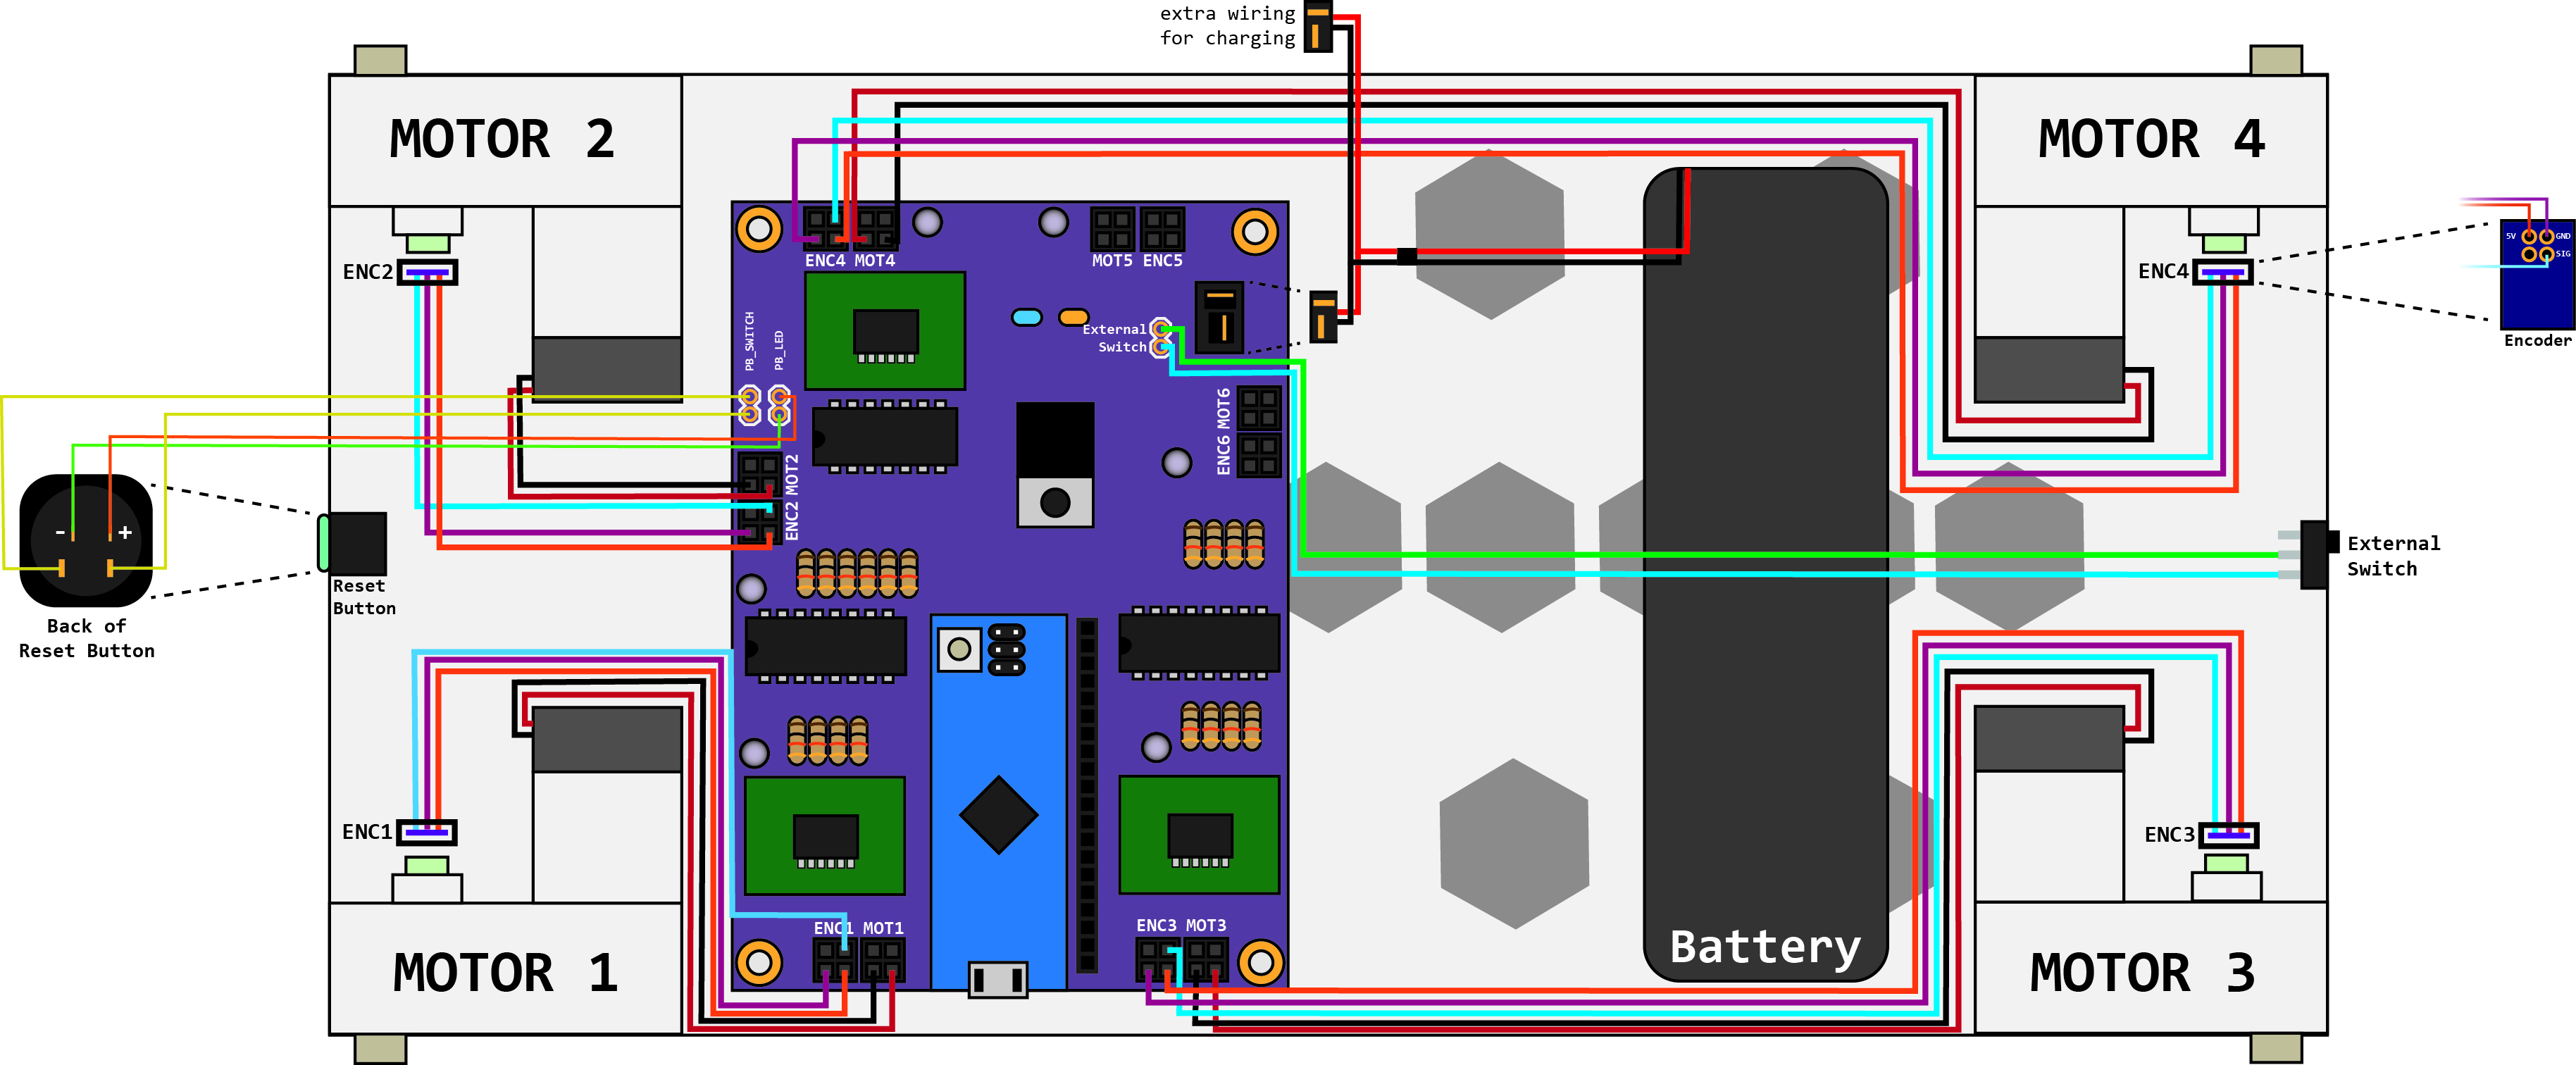 extra wiring
for charging
MOTOR 2
MOTOR 4
ENC2
ENC4
5V
GND
SIG
Encoder
ENC4 MOT4
MOT5 ENC5
PB_SWITCH
PB_LED
External
Switch
ENC6 MOT6
ENC2 MOT2
- +
Back of
Reset Button
Reset
Button
External
Switch
ENC1
ENC3
ENC1 MOT1
ENC3 MOT3
Battery
MOTOR 1
MOTOR 3